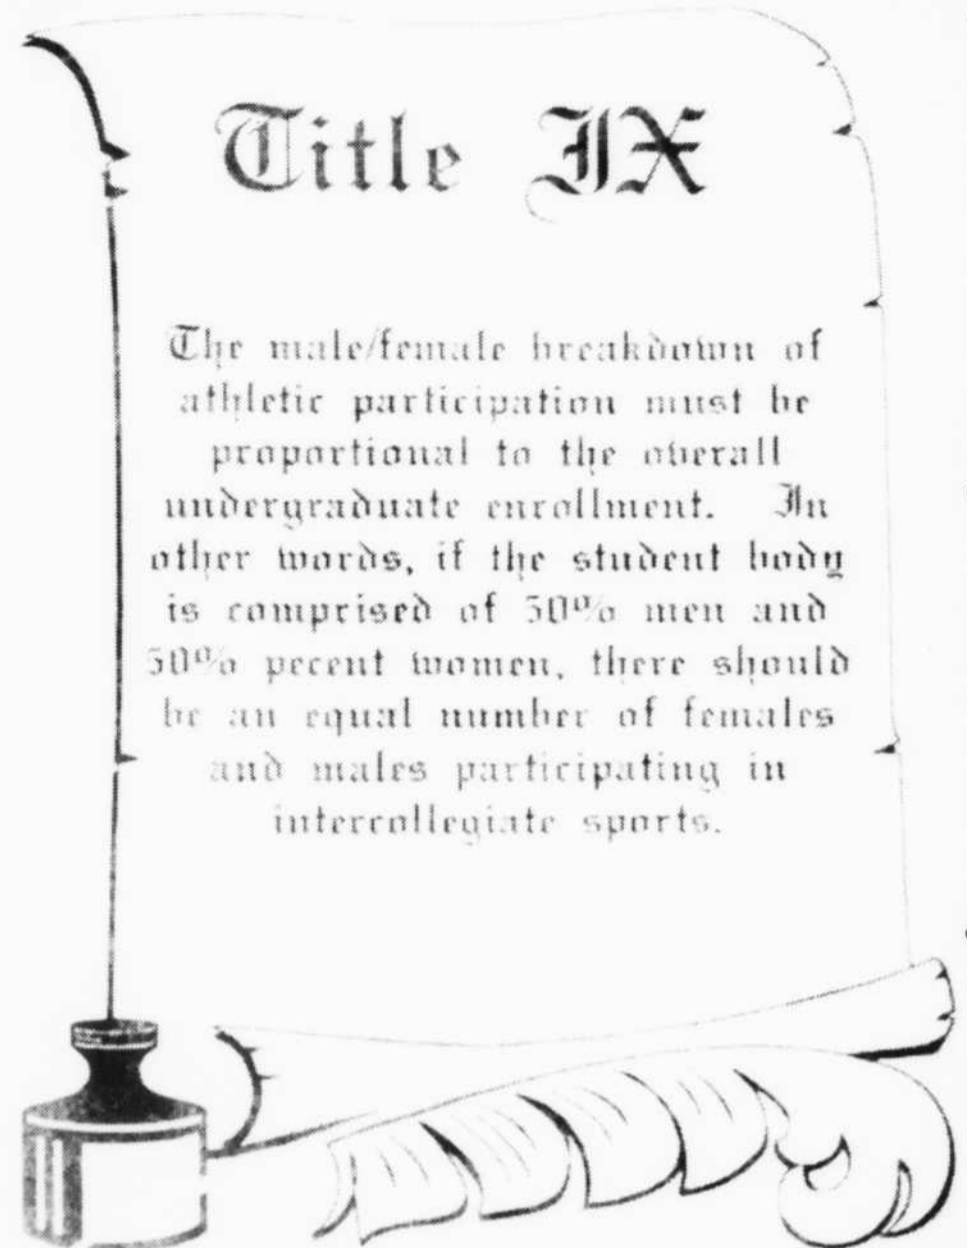 Title IX
The male/female breakdown of
athletic participation must be
proportional to the overall
undergraduate enrollment. In
other words, if the student body
is comprised of 50% men and
50% pecent women, there should
be an equal number of females
and males participating in
intercollegiate sports.